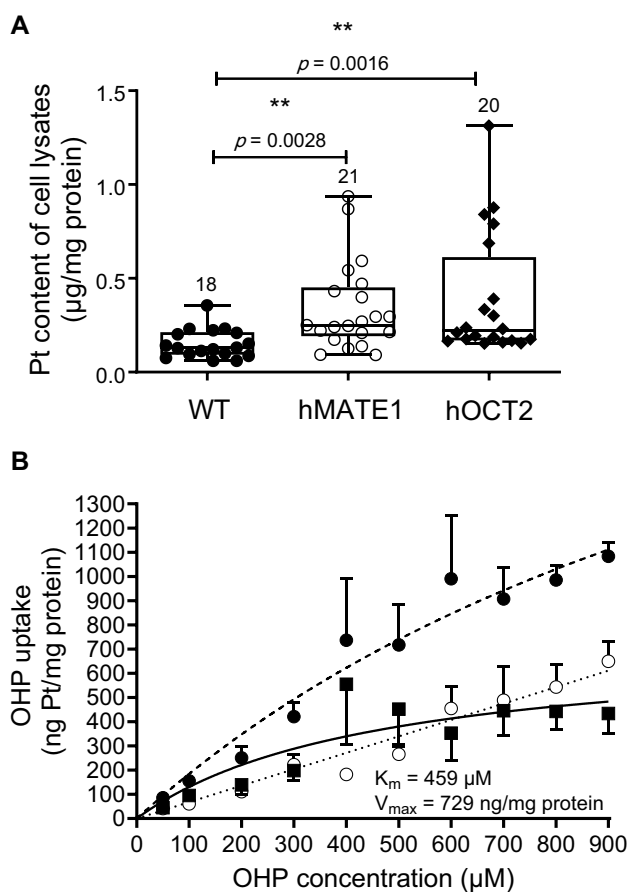 A
**
p = 0.0016
**
p = 0.0028
20
21
18
Pt content of cell lysates
(µg/mg protein)
1.5
1.0
0.5
0.0
WT hMATE1 hOCT2
B
OHP uptake
(ng Pt/mg protein)
1300
1200
1100
1000
900
800
700
600
500
400
300
200
100
0
Km = 459 µM
Vmax = 729 ng/mg protein
0 100 200 300 400 500 600 700 800 900
OHP concentration (µM)